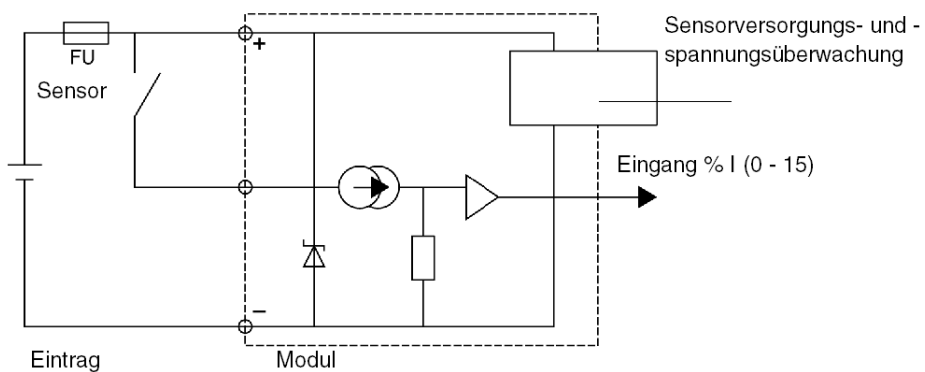 Sensorversorgungs- und -
spannungsüberwachung
FU
+
Sensor
Eingang % I (0 - 15)
−
Eintrag
Modul